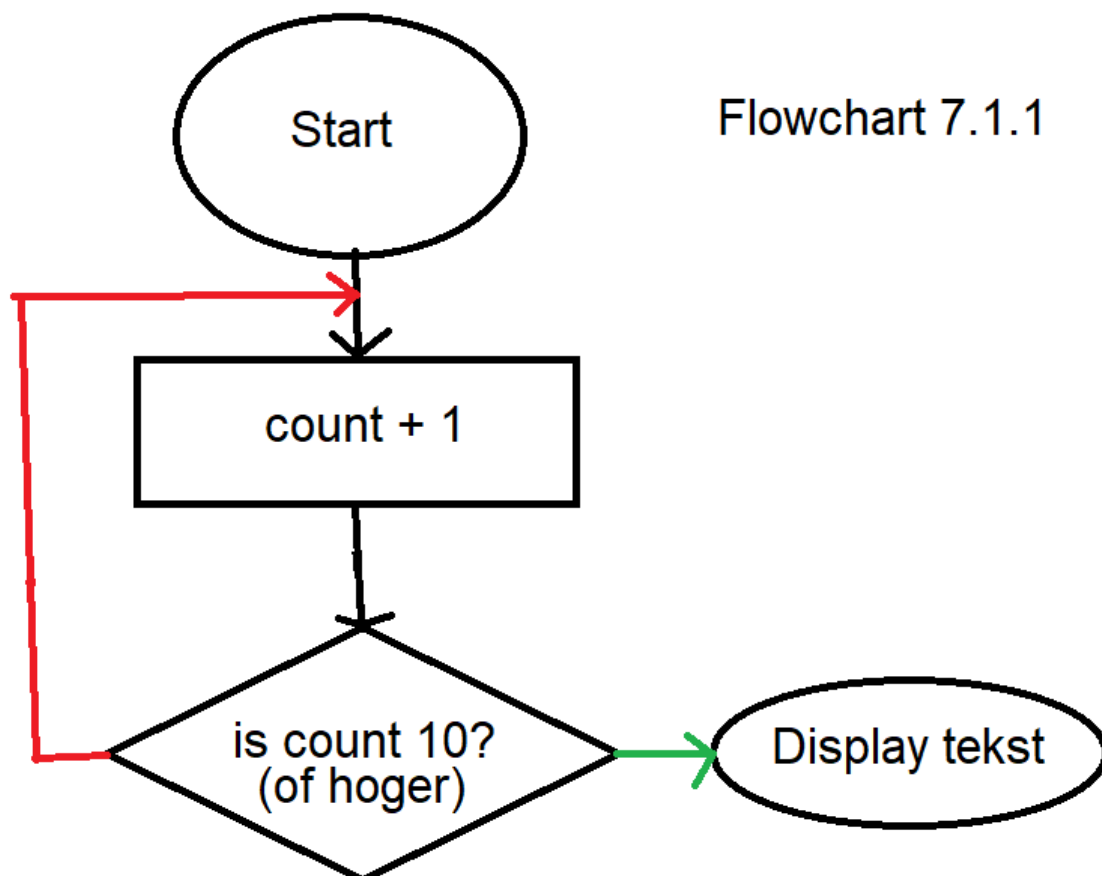 Start
Flowchart 7.1.1
count + 1
is count 10?
(of hoger)
Display tekst